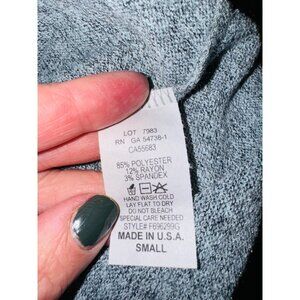 LOT 7983
RN GA 54738-1
CA55683
85% POLYESTER
12% RAYON
3% SPANDEX
HAND WASH COLD
LAY FLAT TO DRY
DO NOT BLEACH
SPECIAL CARE NEEDED
STYLE# F696299G
MADE IN U.S.A.
SMALL